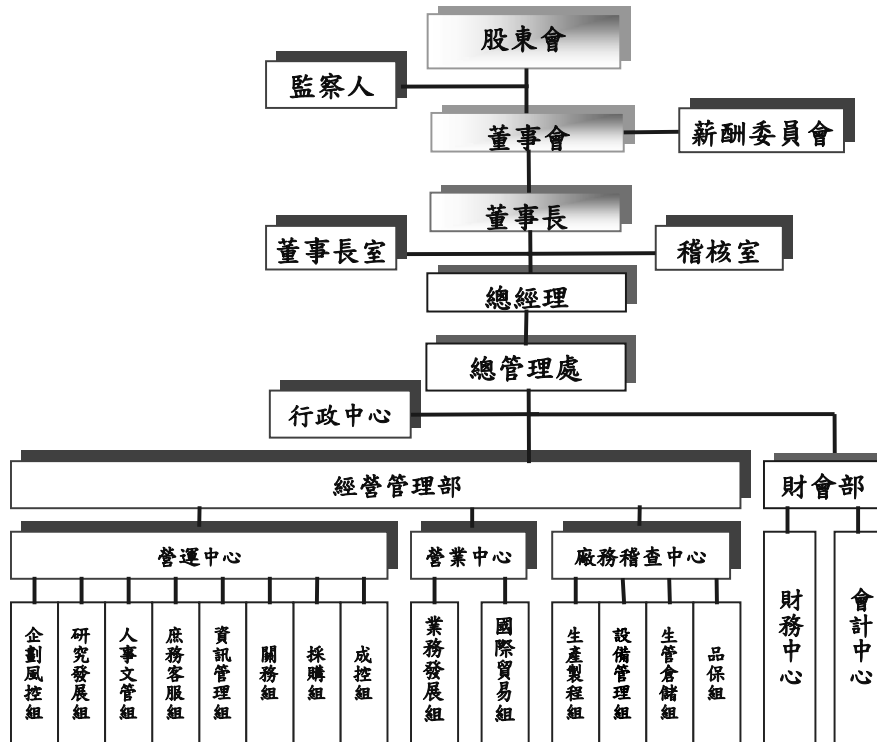 股東會
監察人
董事會
薪酬委員會
董事長
董事長室
稽核室
總經理
總管理處
行政中心
經營管理部
財會部
營運中心
營業中心
廠務稽查中心
企劃風控組
研究發展組
人事文管組
庶務客服組
資訊管理組
關務組
採購組
成控組
業務發展組
國際貿易組
生產製程組
設備管理組
生管倉儲組
品保組
財務中心
會計中心